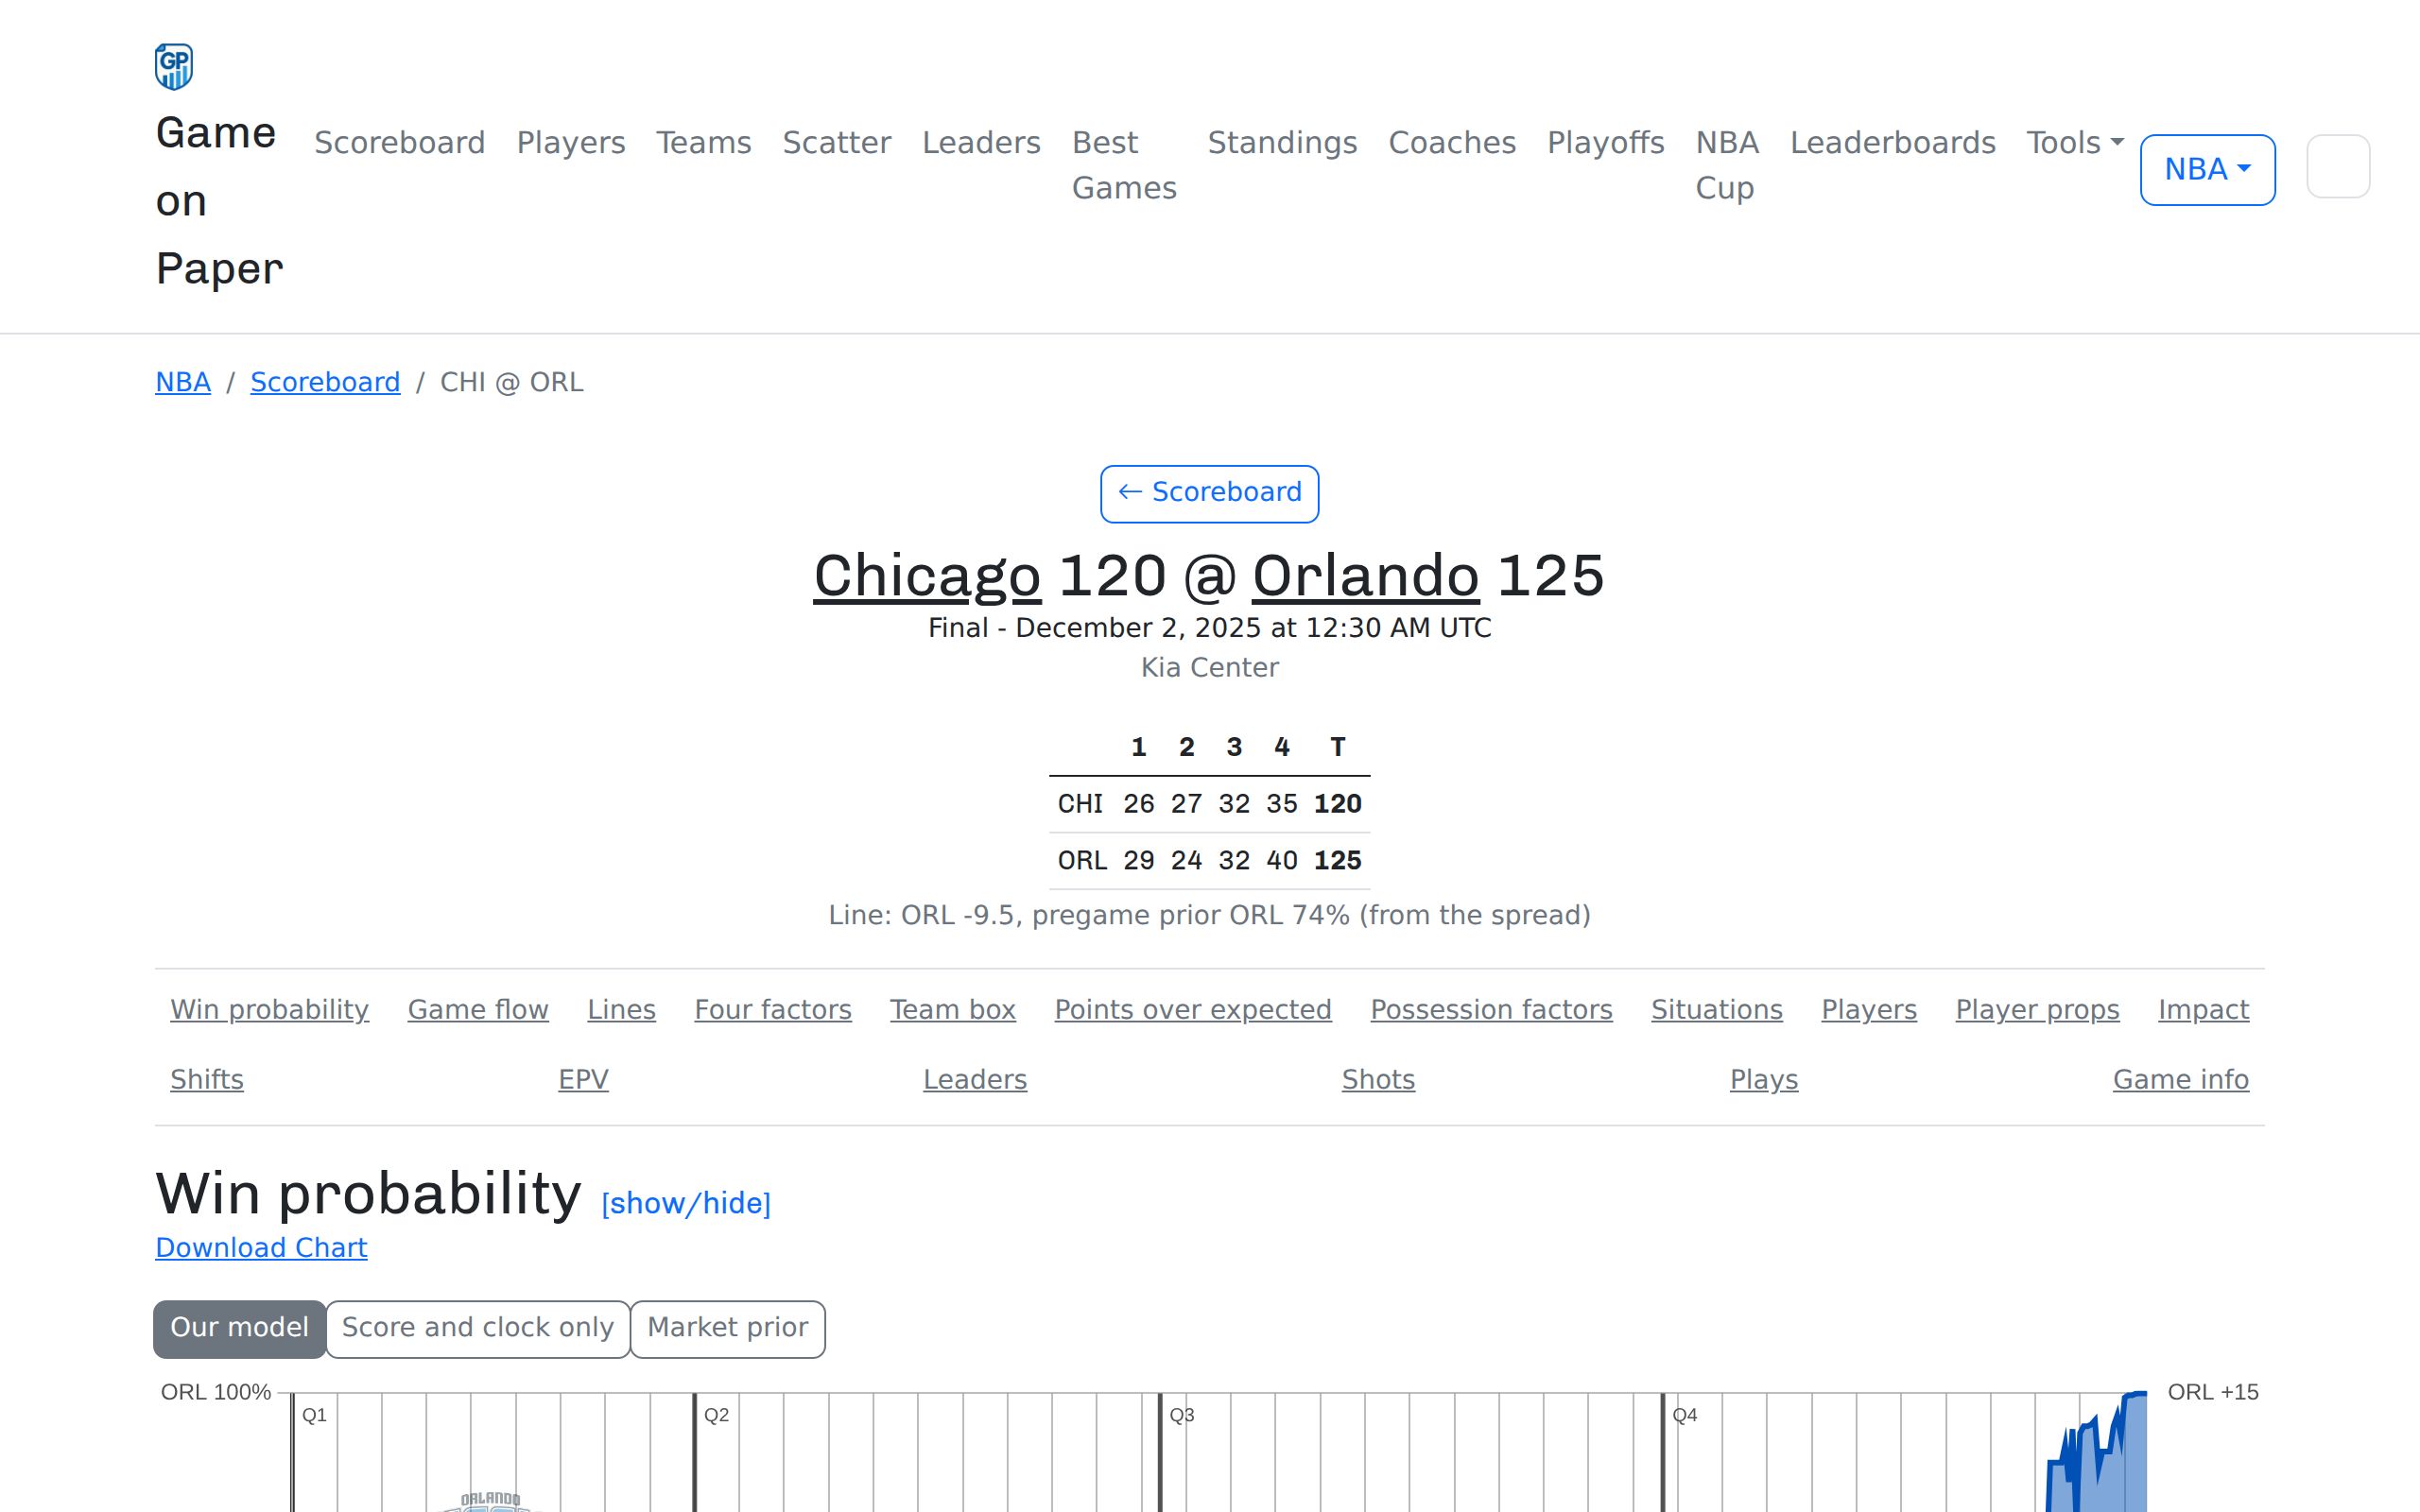 GP
Game
on
Paper
Scoreboard Players Teams Scatter Leaders Best Games Standings Coaches Playoffs NBA Cup Leaderboards Tools
NBA
NBA / Scoreboard / CHI @ ORL
← Scoreboard
Chicago 120 @ Orlando 125
Final - December 2, 2025 at 12:30 AM UTC
Kia Center
1 2 3 4 T
CHI 26 27 32 35 120
ORL 29 24 32 40 125
Line: ORL -9.5, pregame prior ORL 74% (from the spread)
Win probability Game flow Lines Four factors Team box Points over expected Possession factors Situations Players Player props Impact
Shifts EPV Leaders Shots Plays Game info
Win probability [show/hide]
Download Chart
Our model Score and clock only Market prior
ORL 100% ORL +15
Q1 Q2 Q3 Q4
ORLANDO